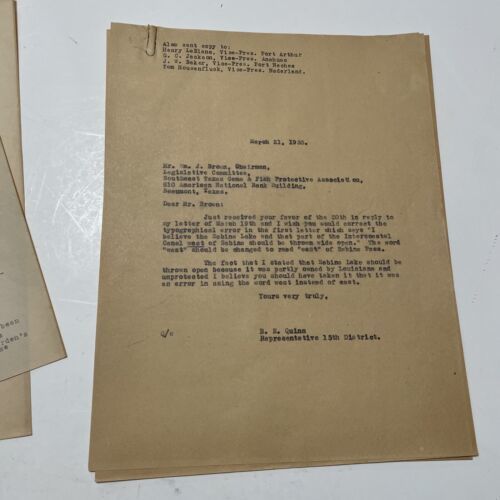 Also sent copy to:
Henry LeBlanc, Vice-Pres. Port Arthur
G. C. Jackson, Vice-Pres. Anahuac
J. W. Baker, Vice-Pres. Port Neches
Tom Housenfluck, Vice-Pres. Nederland.
March 21, 1933.
Mr. Wm. J. Brown, Chairman,
Legislative Committee,
Southeast Texas Game & Fish Protective Association,
610 American National Bank Building,
Beaumont, Texas.
Dear Mr. Brown:
Just received your favor of the 20th in reply to
my letter of March 19th and I wish you would correct the
typographical error in the first letter which says "I
believe the Sabine Lake and that part of the Intercoastal
Canal west of Sabine should be thrown wide open." The word
"west" should be changed to read "east" of Sabine Pass.
The fact that I stated that Sabine Lake should be
thrown open because it was partly owned by Louisiana and
unprotected I believe you should have taken it that it was
an error in using the word west instead of east.
Yours very truly,
B. E. Quinn
Representative 15th District.
been
rden's